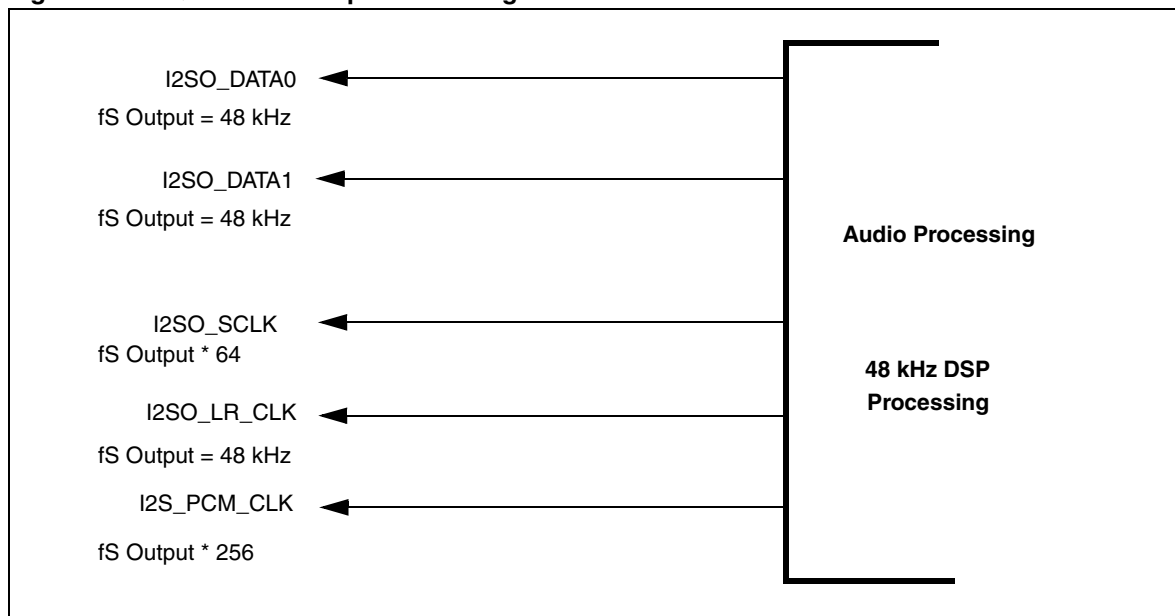 I2SO_DATA0
fS Output = 48 kHz
I2SO_DATA1
fS Output = 48 kHz
Audio Processing
I2SO_SCLK
fS Output * 64
48 kHz DSP
Processing
I2SO_LR_CLK
fS Output = 48 kHz
I2S_PCM_CLK
fS Output * 256